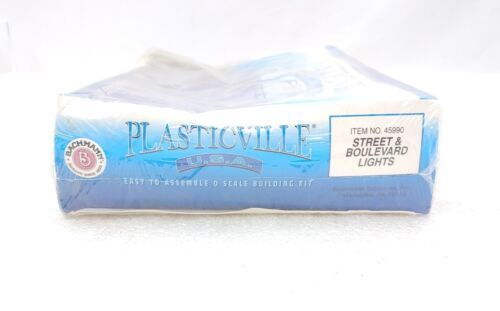 BACHMANN
B
PLASTICVILLE®
U.S.A.
EASY TO ASSEMBLE O SCALE BUILDING KIT
ITEM NO. 45990
STREET &
BOULEVARD
LIGHTS